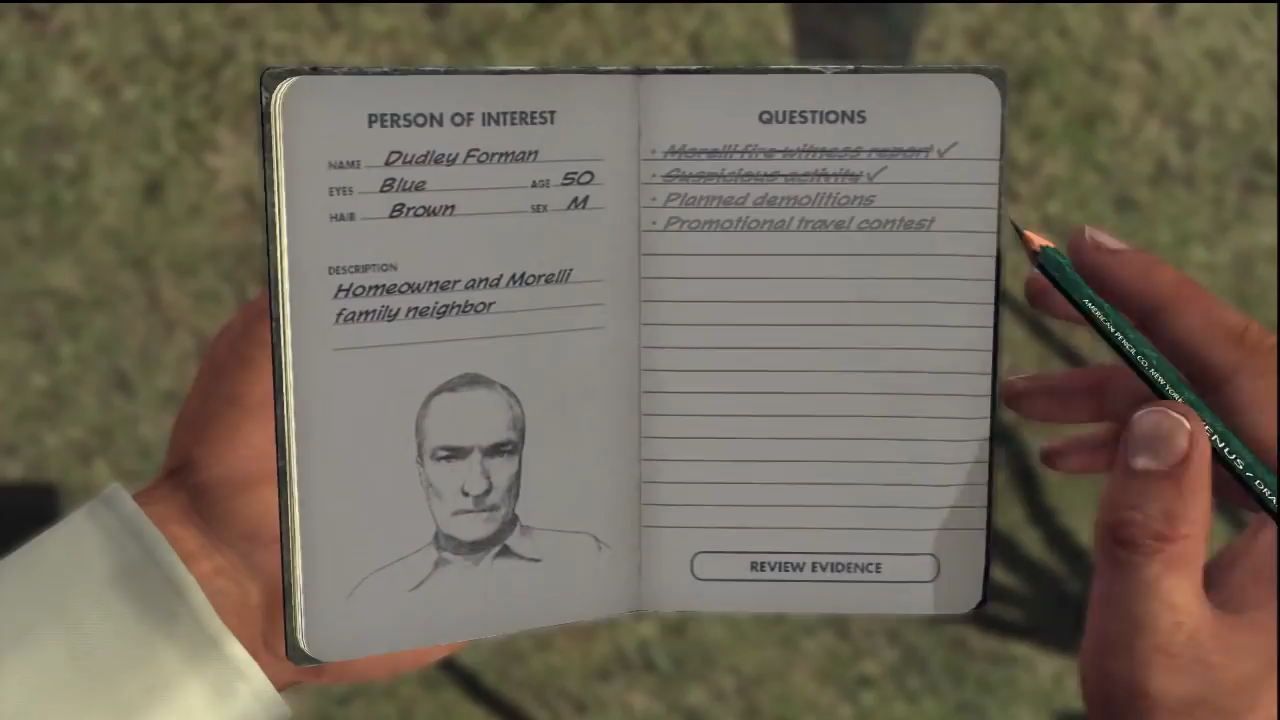 PERSON OF INTEREST
NAME Dudley Forman
EYES Blue AGE 50
HAIR Brown SEX M
DESCRIPTION
Homeowner and Morelli
family neighbor
QUESTIONS
· Morelli fire witness report ✓
· Suspicious activity ✓
· Planned demolitions
· Promotional travel contest
REVIEW EVIDENCE
AMERICAN PENCIL CO. NEW YORK
VENUS / DRA